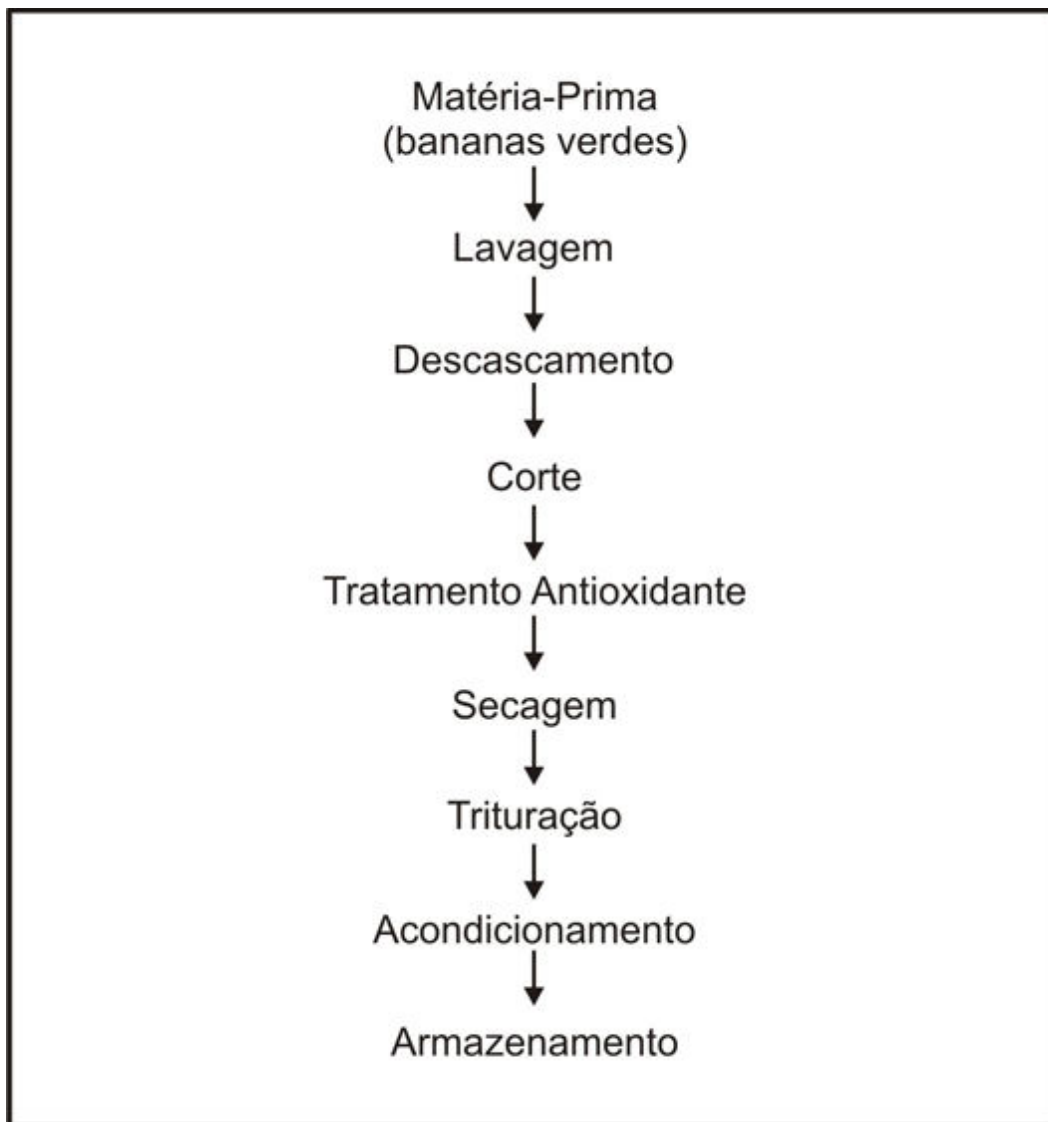 Matéria-Prima
(bananas verdes)
Lavagem
Descascamento
Corte
Tratamento Antioxidante
Secagem
Trituração
Acondicionamento
Armazenamento